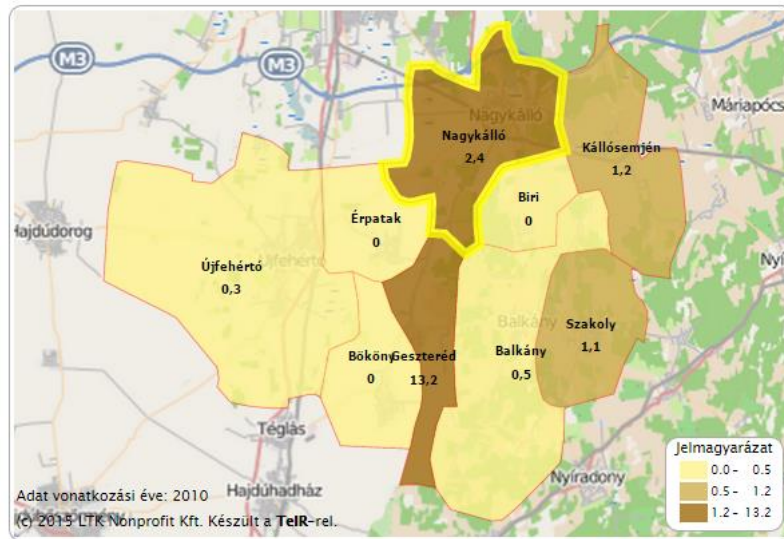 M3
M3
Nagykálló
Nagykálló
2,4
Máriapócs
Kállósemjén
1,2
Biri
0
Érpatak
0
Hajdúdorog
Újfehértó
Újfehértó
0,3
Balkány
Szakoly
1,1
Bököny
0
Geszteréd
13,2
Balkány
0,5
Téglás
Hajdúhadház
Nyíradony
Jelmagyarázat
0.0 - 0.5
0.5 - 1.2
1.2 - 13.2
Adat vonatkozási éve: 2010
(c) 2015 LTK Nonprofit Kft. Készült a TeIR-rel.